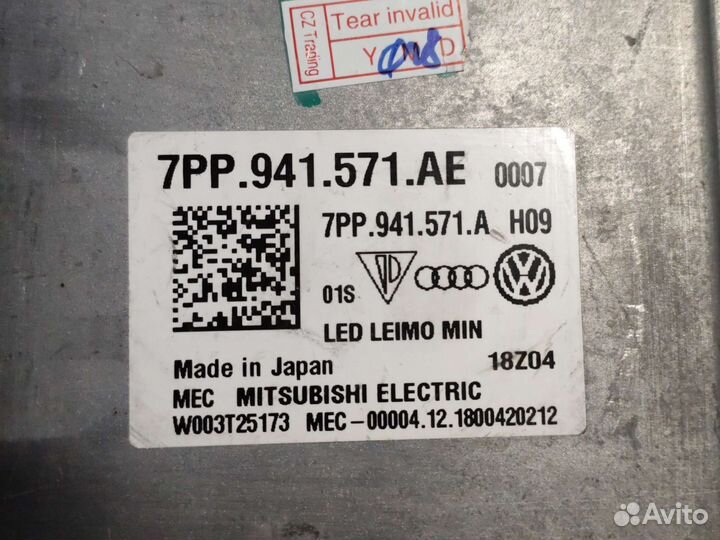 CZ Trading
Tear invalid
Y
D
7PP.941.571.AE 0007
7PP.941.571.A H09
01S
LED LEIMO MIN
Made in Japan 18Z04
MEC MITSUBISHI ELECTRIC
W003T25173 MEC-00004.12.1800420212
Avito